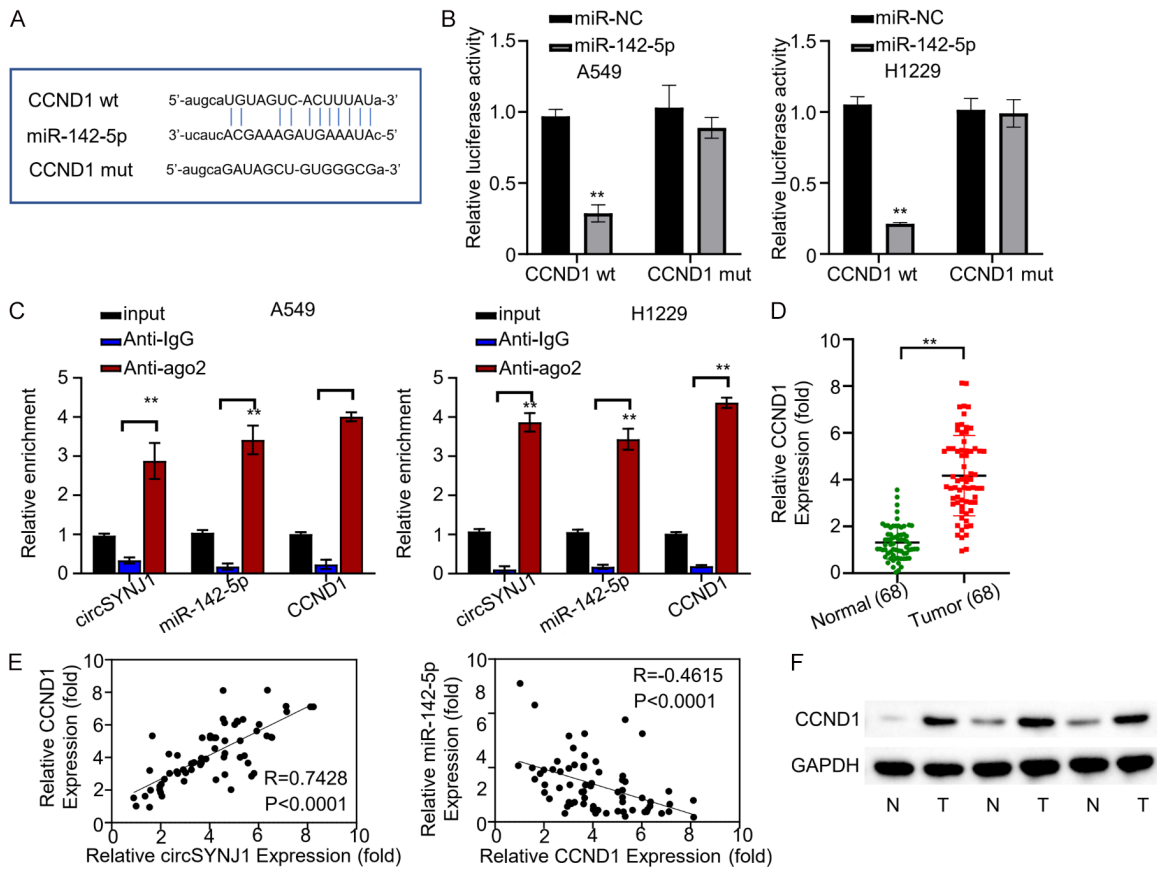 A
CCND1 wt 5'-augcaUGUAGUC-ACUUUAUa-3'
miR-142-5p 3'-ucaucACGAAAGAUGAAAUAc-5'
CCND1 mut 5'-augcaGAUAGCU-GUGGGCGa-3'
B
miR-NC
miR-142-5p
A549
Relative luciferase activity
1.5
1.0
0.5
0
**
CCND1 wt CCND1 mut
miR-NC
miR-142-5p
H1229
Relative luciferase activity
1.5
1.0
0.5
0
**
CCND1 wt CCND1 mut
C
input
Anti-IgG
Anti-ago2
A549
Relative enrichment
5
4
3
2
1
0
**
**
circSYNJ1 miR-142-5p CCND1
input
Anti-IgG
Anti-ago2
H1229
Relative enrichment
5
4
3
2
1
0
**
**
**
circSYNJ1 miR-142-5p CCND1
D
Relative CCND1
Expression (fold)
10
8
6
4
2
0
**
Normal (68) Tumor (68)
E
Relative CCND1
Expression (fold)
10
8
6
4
2
0
R=0.7428
P<0.0001
0 2 4 6 8 10
Relative circSYNJ1 Expression (fold)
Relative miR-142-5p
Expression (fold)
10
8
6
4
2
0
R=-0.4615
P<0.0001
0 2 4 6 8 10
Relative CCND1 Expression (fold)
F
CCND1
GAPDH
N T N T N T